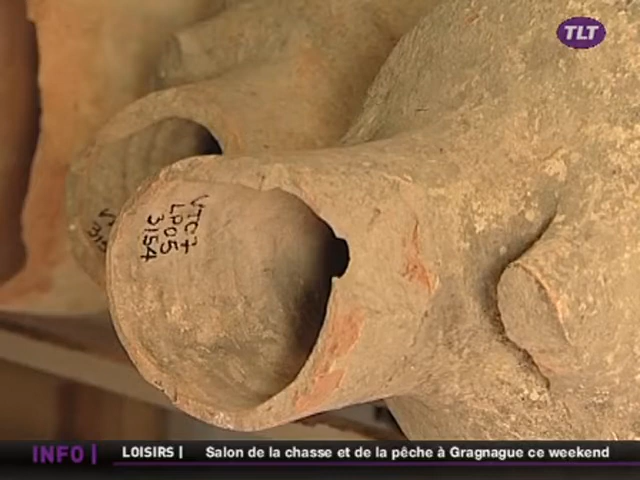 TLT
VTC7
LP05
3154
INFO | LOISIRS | Salon de la chasse et de la pêche à Gragnague ce weekend